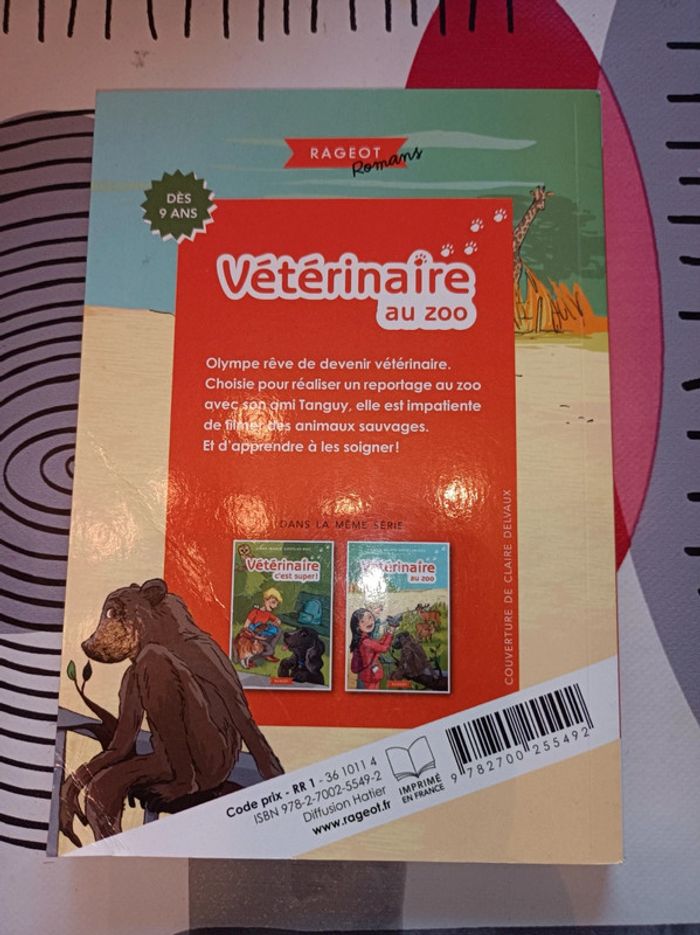 RAGEOT
Romans
DÈS
9 ANS
Vétérinaire
au zoo
Olympe rêve de devenir vétérinaire.
Choisie pour réaliser un reportage au zoo
avec son ami Tanguy, elle est impatiente
de filmer des animaux sauvages.
Et d'apprendre à les soigner !
DANS LA MÊME SÉRIE
Vétérinaire
c'est super !
RAGEOT
Vétérinaire
au zoo
RAGEOT
COUVERTURE DE CLAIRE DELVAUX
Code prix - RR 1 - 36 1011 4
ISBN 978-2-7002-5549-2
Diffusion Hatier
www.rageot.fr
IMPRIMÉ
EN FRANCE
9 782700 255492